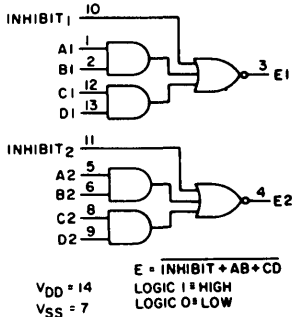 INHIBIT1 10
A1 1
B1 2
C1 12
D1 13
3 E1
INHIBIT2 11
A2 5
B2 6
C2 8
D2 9
4 E2
E = INHIBIT + AB + CD
VDD = 14 LOGIC 1 ≡ HIGH
VSS = 7 LOGIC 0 ≡ LOW